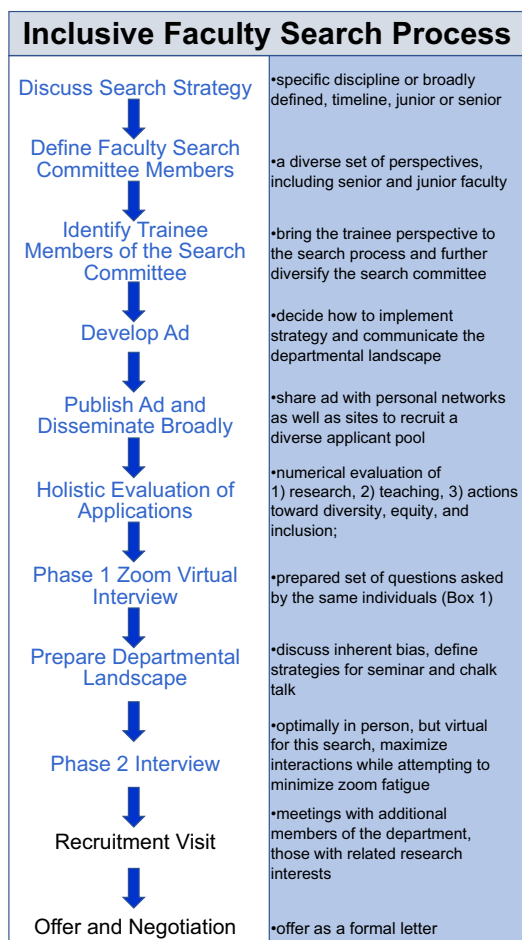 Inclusive Faculty Search Process
Discuss Search Strategy
•specific discipline or broadly
defined, timeline, junior or senior
Define Faculty Search
Committee Members
•a diverse set of perspectives,
including senior and junior faculty
Identify Trainee
Members of the Search
Committee
•bring the trainee perspective to
the search process and further
diversify the search committee
Develop Ad
•decide how to implement
strategy and communicate the
departmental landscape
Publish Ad and
Disseminate Broadly
•share ad with personal networks
as well as sites to recruit a
diverse applicant pool
Holistic Evaluation of
Applications
•numerical evaluation of
1) research, 2) teaching, 3) actions
toward diversity, equity, and
inclusion;
Phase 1 Zoom Virtual
Interview
•prepared set of questions asked
by the same individuals (Box 1)
Prepare Departmental
Landscape
•discuss inherent bias, define
strategies for seminar and chalk
talk
Phase 2 Interview
•optimally in person, but virtual
for this search, maximize
interactions while attempting to
minimize zoom fatigue
Recruitment Visit
•meetings with additional
members of the department,
those with related research
interests
Offer and Negotiation
•offer as a formal letter